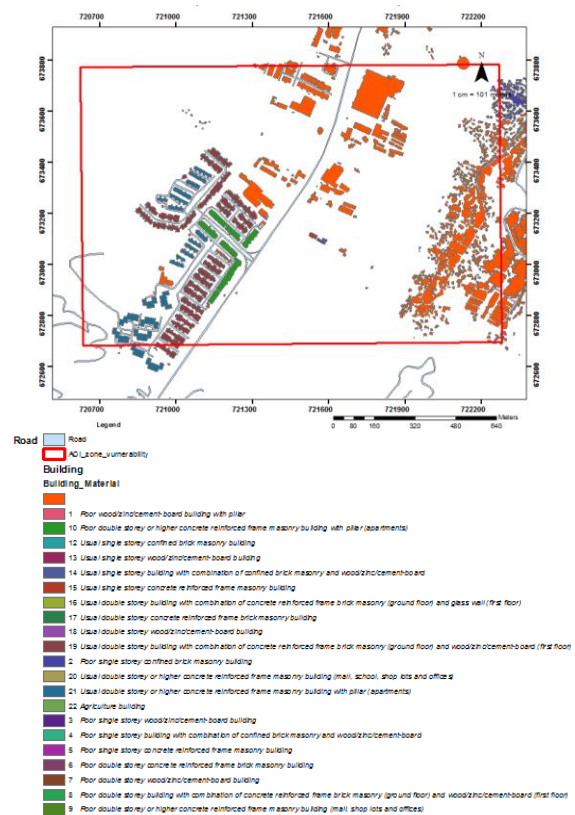 720700 721000 721300 721600 721900 722200
673800
673600
673400
673200
673000
672800
672600
673800
673600
673400
673200
673000
672800
672600
N
720700 721000 721300 721600 721900 722200
Legend
Meters
0 80 160 320 480 640
Road Road
AOI_zone_vurnerability
Building
Building_Material
1 Poor wood/zinc/cement-board building with pillar
10 Poor double storey or higher concrete reinforced frame masonry building with pillar (apartments)
12 Usual single storey confined brick masonry building
13 Usual single storey wood/zinc/cement-board building
14 Usual single storey building with combination of confined brick masonry and wood/zinc/cement-board
15 Usual single storey concrete reinforced frame masonry building
16 Usual double storey building with combination of concrete reinforced frame brick masonry (ground floor) and glass wall (first floor)
17 Usual double storey concrete reinforced frame brick masonry building
18 Usual double storey wood/zinc/cement-board building
19 Usual double storey building with combination of concrete reinforced frame brick masonry (ground floor) and wood/zinc/cement-board (first floor)
2 Poor single storey confined brick masonry building
20 Usual double storey or higher concrete reinforced frame masonry building (mall, school, shop lots and offices)
21 Usual double storey or higher concrete reinforced frame masonry building with pillar (apartments)
22 Agriculture building
3 Poor single storey wood/zinc/cement-board building
4 Poor single storey building with combination of confined brick masonry and wood/zinc/cement-board
5 Poor single storey concrete reinforced frame masonry building
6 Poor double storey concrete reinforced frame brick masonry building
7 Poor double storey wood/zinc/cement-board building
8 Poor double storey building with combination of concrete reinforced frame brick masonry (ground floor) and wood/zinc/cement-board (first floor)
9 Poor double storey or higher concrete reinforced frame masonry building (mall, shop lots and offices)